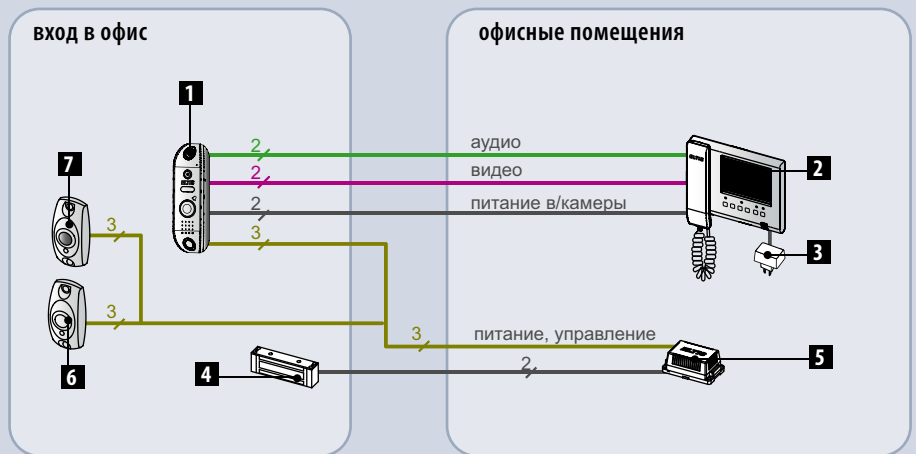 вход в офис
офисные помещения
1
2
аудио
7
2
видео
2
2
питание в/камеры
3
3
3
3
3
питание, управление
5
4
2
6